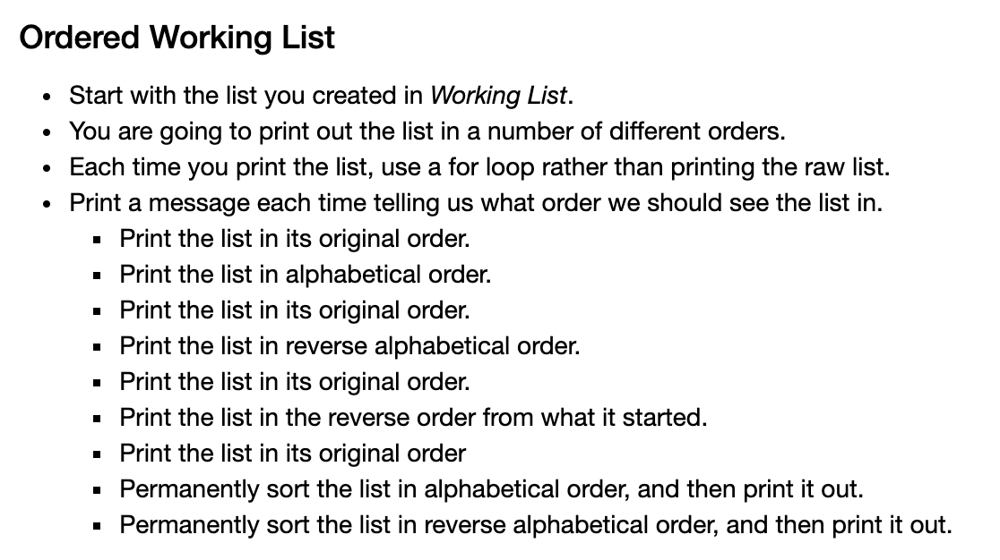 Ordered Working List
Start with the list you created in Working List.
You are going to print out the list in a number of different orders.
Each time you print the list, use a for loop rather than printing the raw list.
Print a message each time telling us what order we should see the list in.
Print the list in its original order.
Print the list in alphabetical order.
Print the list in its original order.
Print the list in reverse alphabetical order.
Print the list in its original order.
Print the list in the reverse order from what it started.
Print the list in its original order
Permanently sort the list in alphabetical order, and then print it out.
Permanently sort the list in reverse alphabetical order, and then print it out.